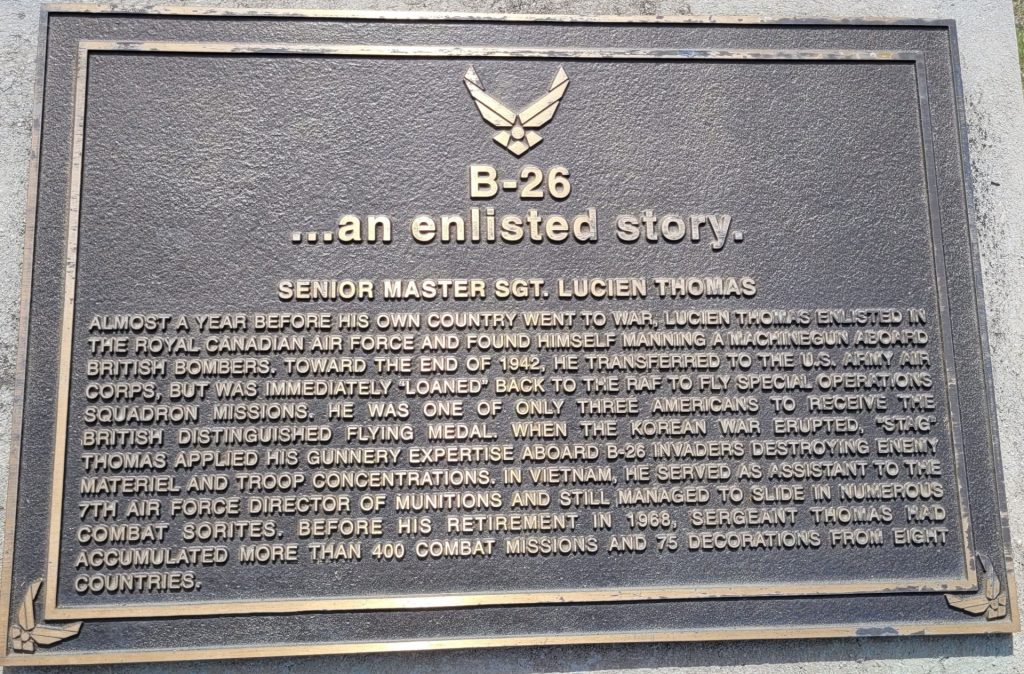 B-26
...an enlisted story.
SENIOR MASTER SGT. LUCIEN THOMAS
ALMOST A YEAR BEFORE HIS OWN COUNTRY WENT TO WAR, LUCIEN THOMAS ENLISTED IN
THE ROYAL CANADIAN AIR FORCE AND FOUND HIMSELF MANNING A MACHINEGUN ABOARD
BRITISH BOMBERS. TOWARD THE END OF 1942, HE TRANSFERRED TO THE U.S. ARMY AIR
CORPS, BUT WAS IMMEDIATELY "LOANED" BACK TO THE RAF TO FLY SPECIAL OPERATIONS
SQUADRON MISSIONS. HE WAS ONE OF ONLY THREE AMERICANS TO RECEIVE THE
BRITISH DISTINGUISHED FLYING MEDAL. WHEN THE KOREAN WAR ERUPTED, "STAG"
THOMAS APPLIED HIS GUNNERY EXPERTISE ABOARD B-26 INVADERS DESTROYING ENEMY
MATERIEL AND TROOP CONCENTRATIONS. IN VIETNAM, HE SERVED AS ASSISTANT TO THE
7TH AIR FORCE DIRECTOR OF MUNITIONS AND STILL MANAGED TO SLIDE IN NUMEROUS
COMBAT SORITES. BEFORE HIS RETIREMENT IN 1968, SERGEANT THOMAS HAD
ACCUMULATED MORE THAN 400 COMBAT MISSIONS AND 75 DECORATIONS FROM EIGHT
COUNTRIES.